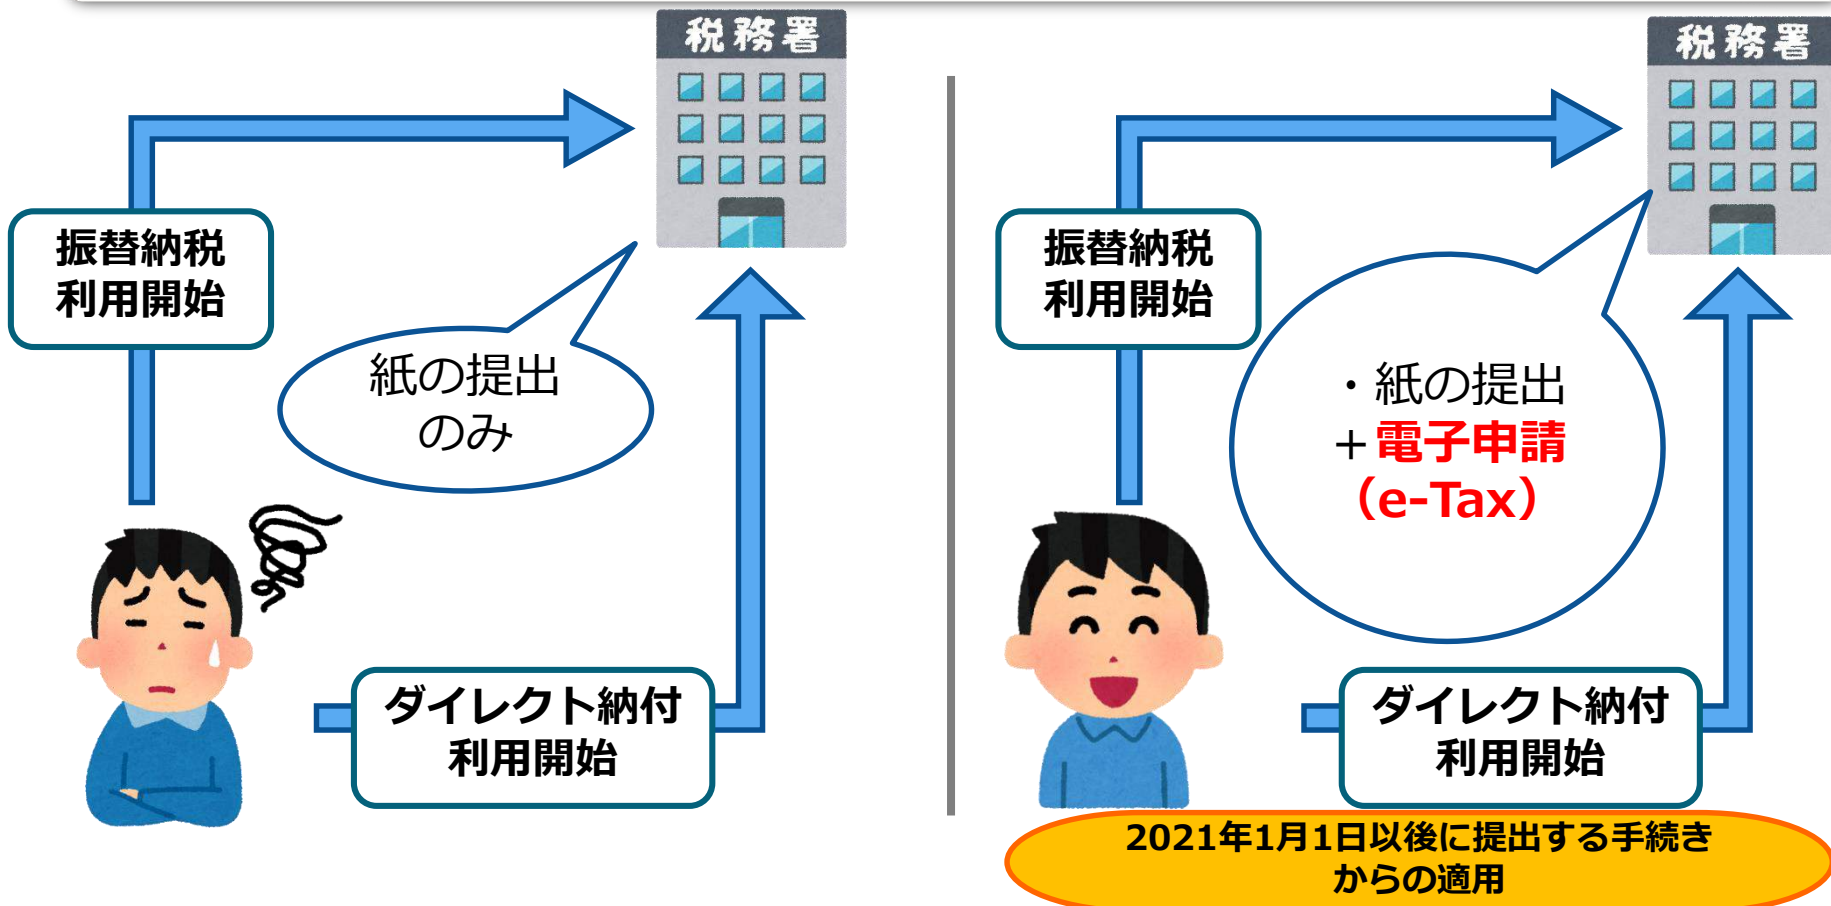 税務署
振替納税
利用開始
紙の提出
のみ
ダイレクト納付
利用開始
税務署
振替納税
利用開始
・紙の提出
＋電子申請
（e-Tax）
ダイレクト納付
利用開始
2021年1月1日以後に提出する手続き
からの適用